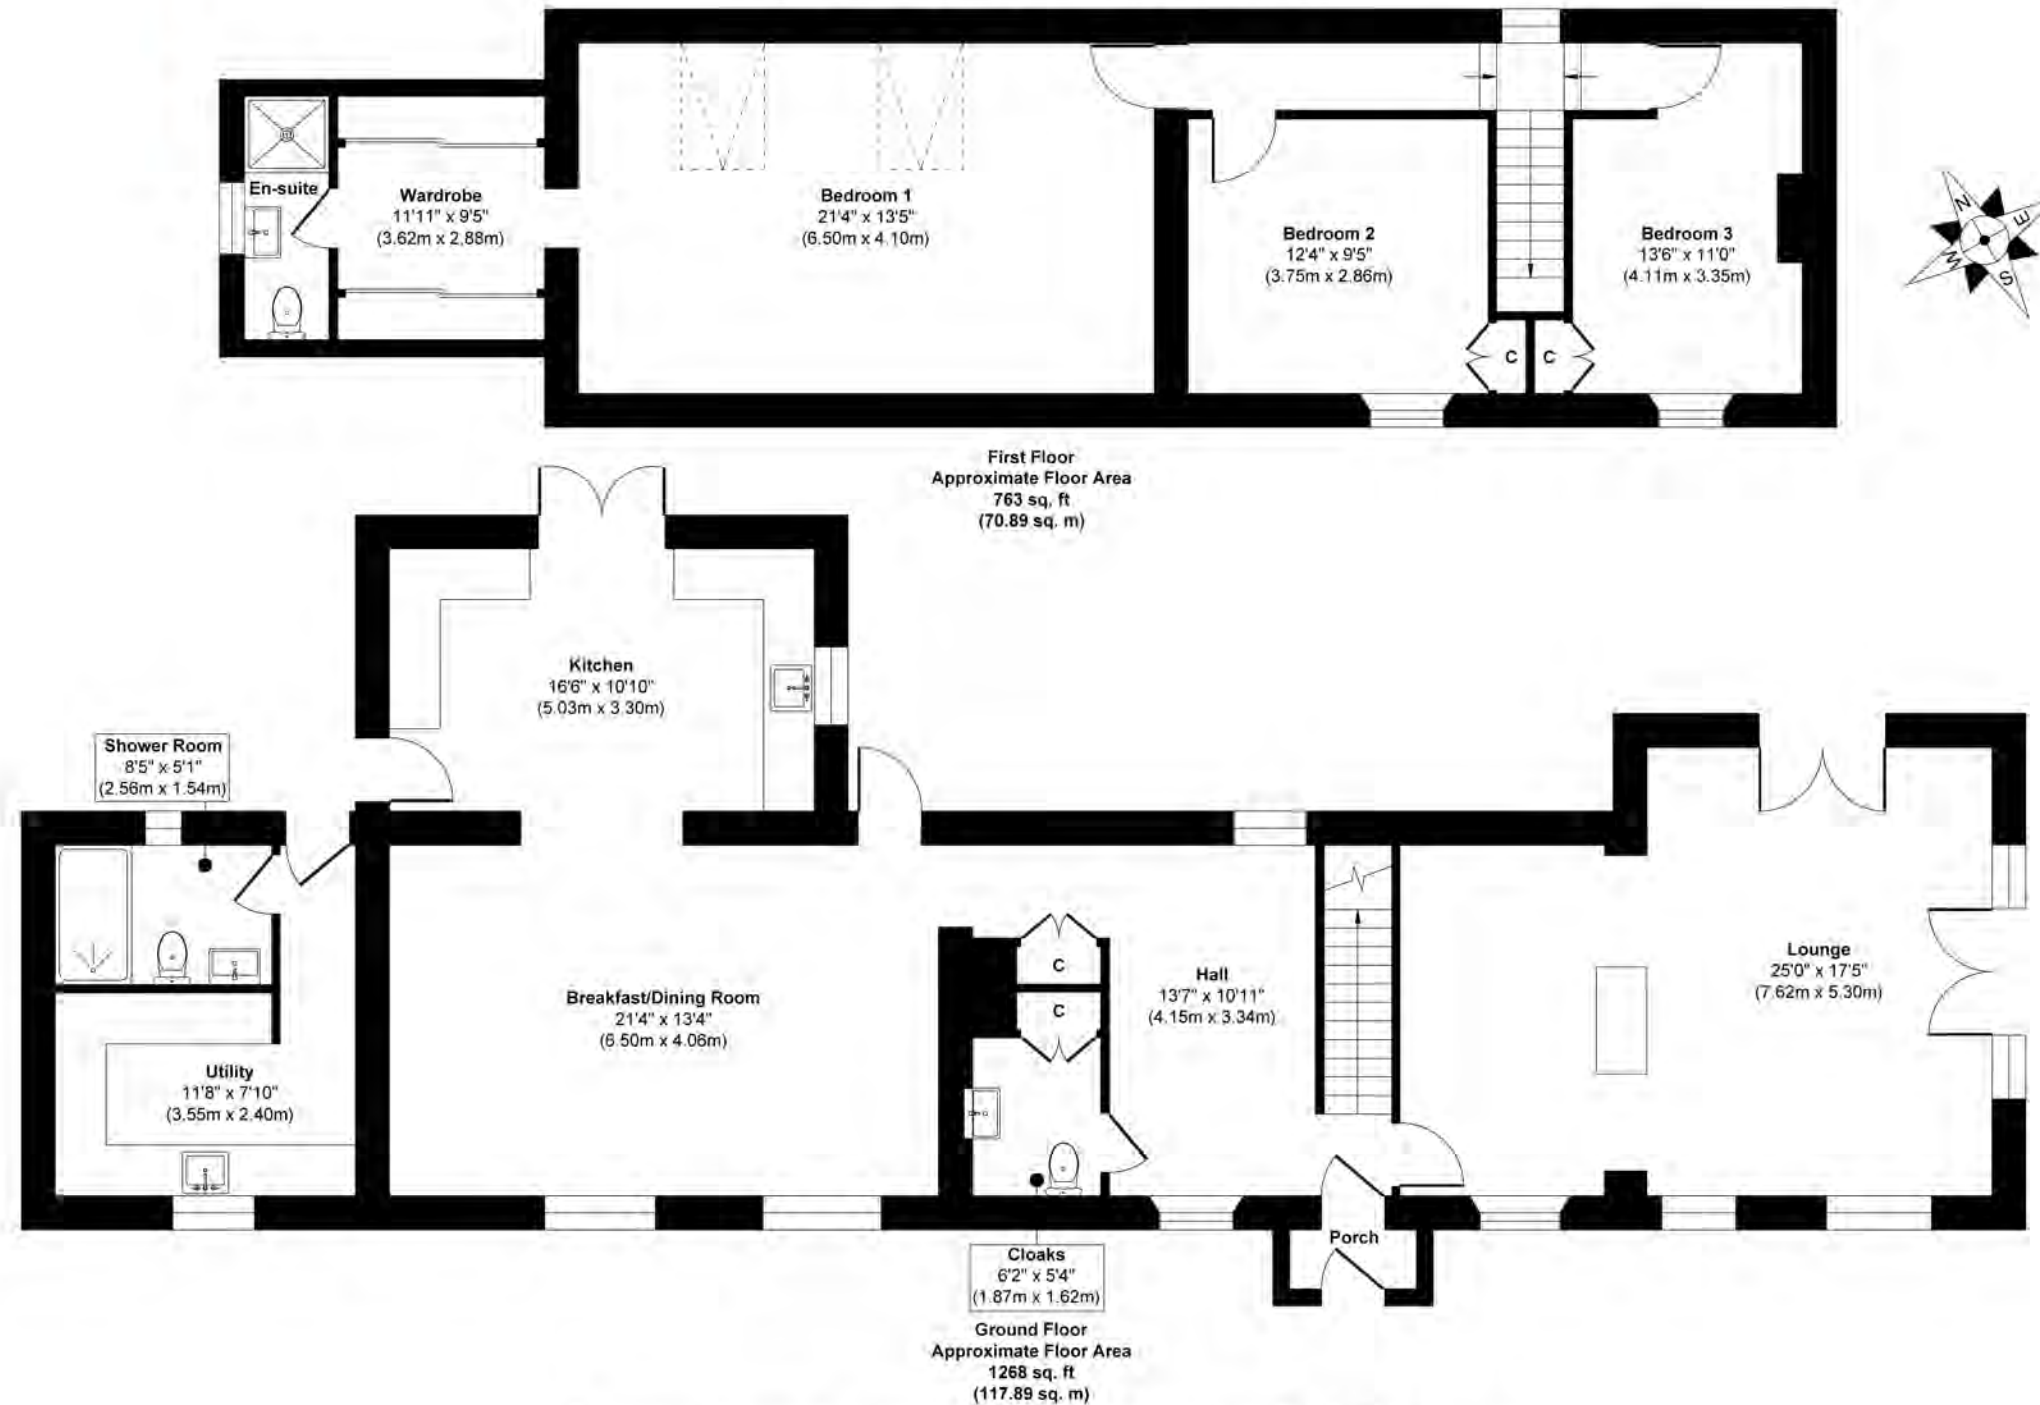 En-suite
Wardrobe
11'11" x 9'5"
(3.62m x 2.88m)
Bedroom 1
21'4" x 13'5"
(6.50m x 4.10m)
Bedroom 2
12'4" x 9'5"
(3.75m x 2.86m)
Bedroom 3
13'6" x 11'0"
(4.11m x 3.35m)
N
E
S
W
C
C
First Floor
Approximate Floor Area
763 sq. ft
(70.89 sq. m)
Kitchen
16'6" x 10'10"
(5.03m x 3.30m)
Shower Room
8'5" x 5'1"
(2.56m x 1.54m)
Utility
11'8" x 7'10"
(3.55m x 2.40m)
Breakfast/Dining Room
21'4" x 13'4"
(6.50m x 4.06m)
C
C
Hall
13'7" x 10'11"
(4.15m x 3.34m)
Lounge
25'0" x 17'5"
(7.62m x 5.30m)
Porch
Cloaks
6'2" x 5'4"
(1.87m x 1.62m)
Ground Floor
Approximate Floor Area
1268 sq. ft
(117.89 sq. m)